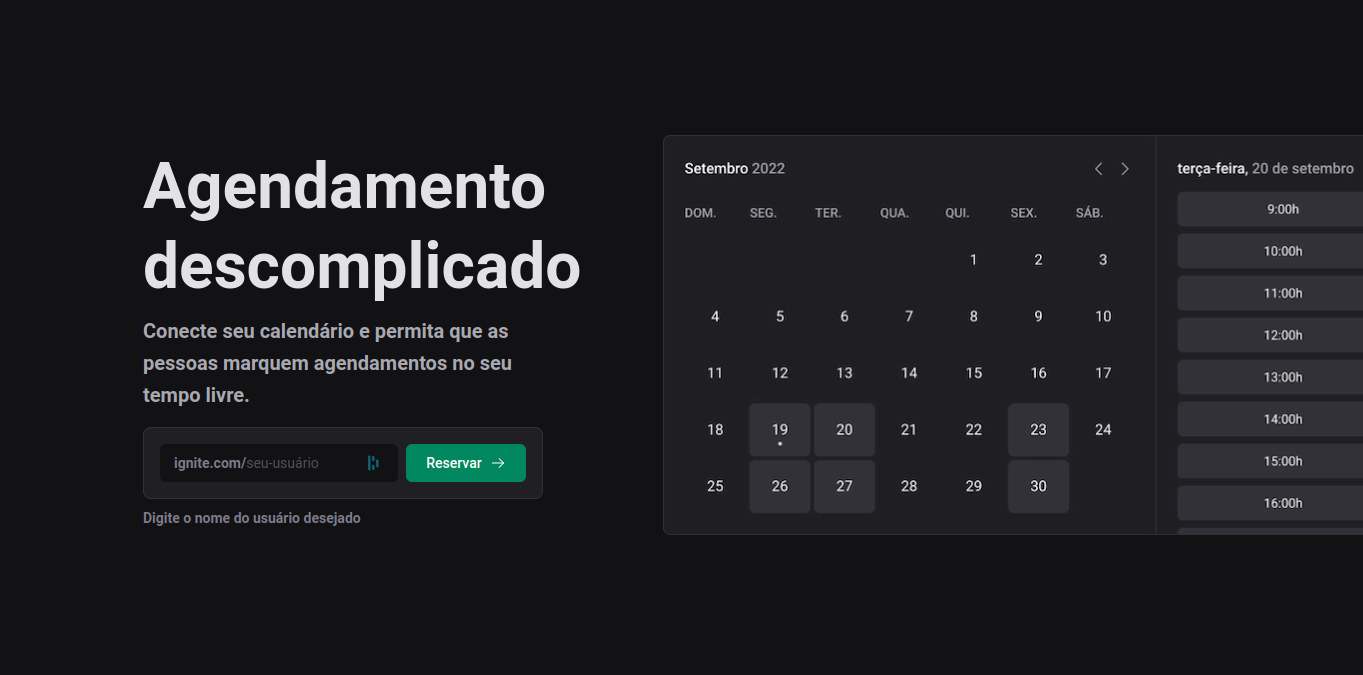 Agendamento
descomplicado
Conecte seu calendário e permita que as
pessoas marquem agendamentos no seu
tempo livre.
ignite.com/seu-usuário
Reservar
Digite o nome do usuário desejado
Setembro 2022
DOM. SEG. TER. QUA. QUI. SEX. SÁB.
1 2 3
4 5 6 7 8 9 10
11 12 13 14 15 16 17
18 19 20 21 22 23 24
25 26 27 28 29 30
terça-feira, 20 de setembro
9:00h
10:00h
11:00h
12:00h
13:00h
14:00h
15:00h
16:00h